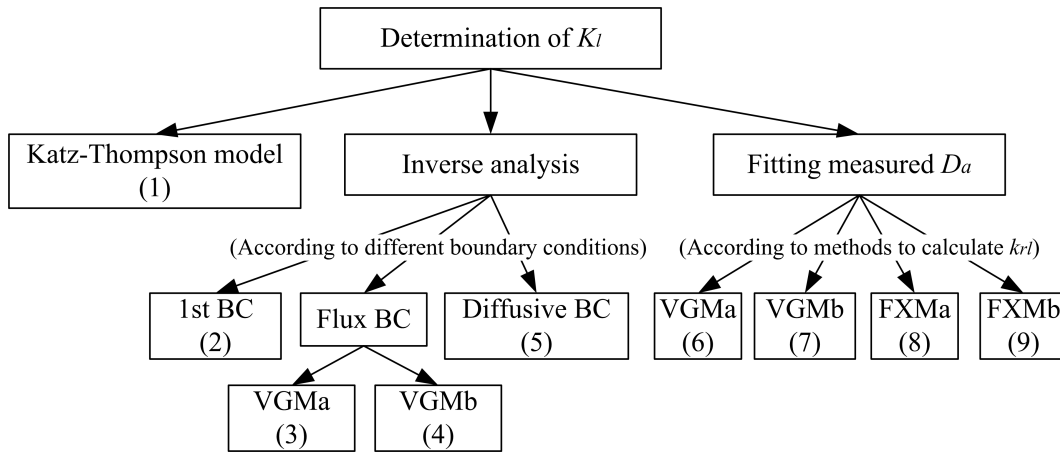 Determination of Kl
Katz-Thompson model
(1)
Inverse analysis
Fitting measured Da
(According to different boundary conditions)
(According to methods to calculate krl)
1st BC
(2)
Flux BC
Diffusive BC
(5)
VGMa
(6)
VGMb
(7)
FXMa
(8)
FXMb
(9)
VGMa
(3)
VGMb
(4)